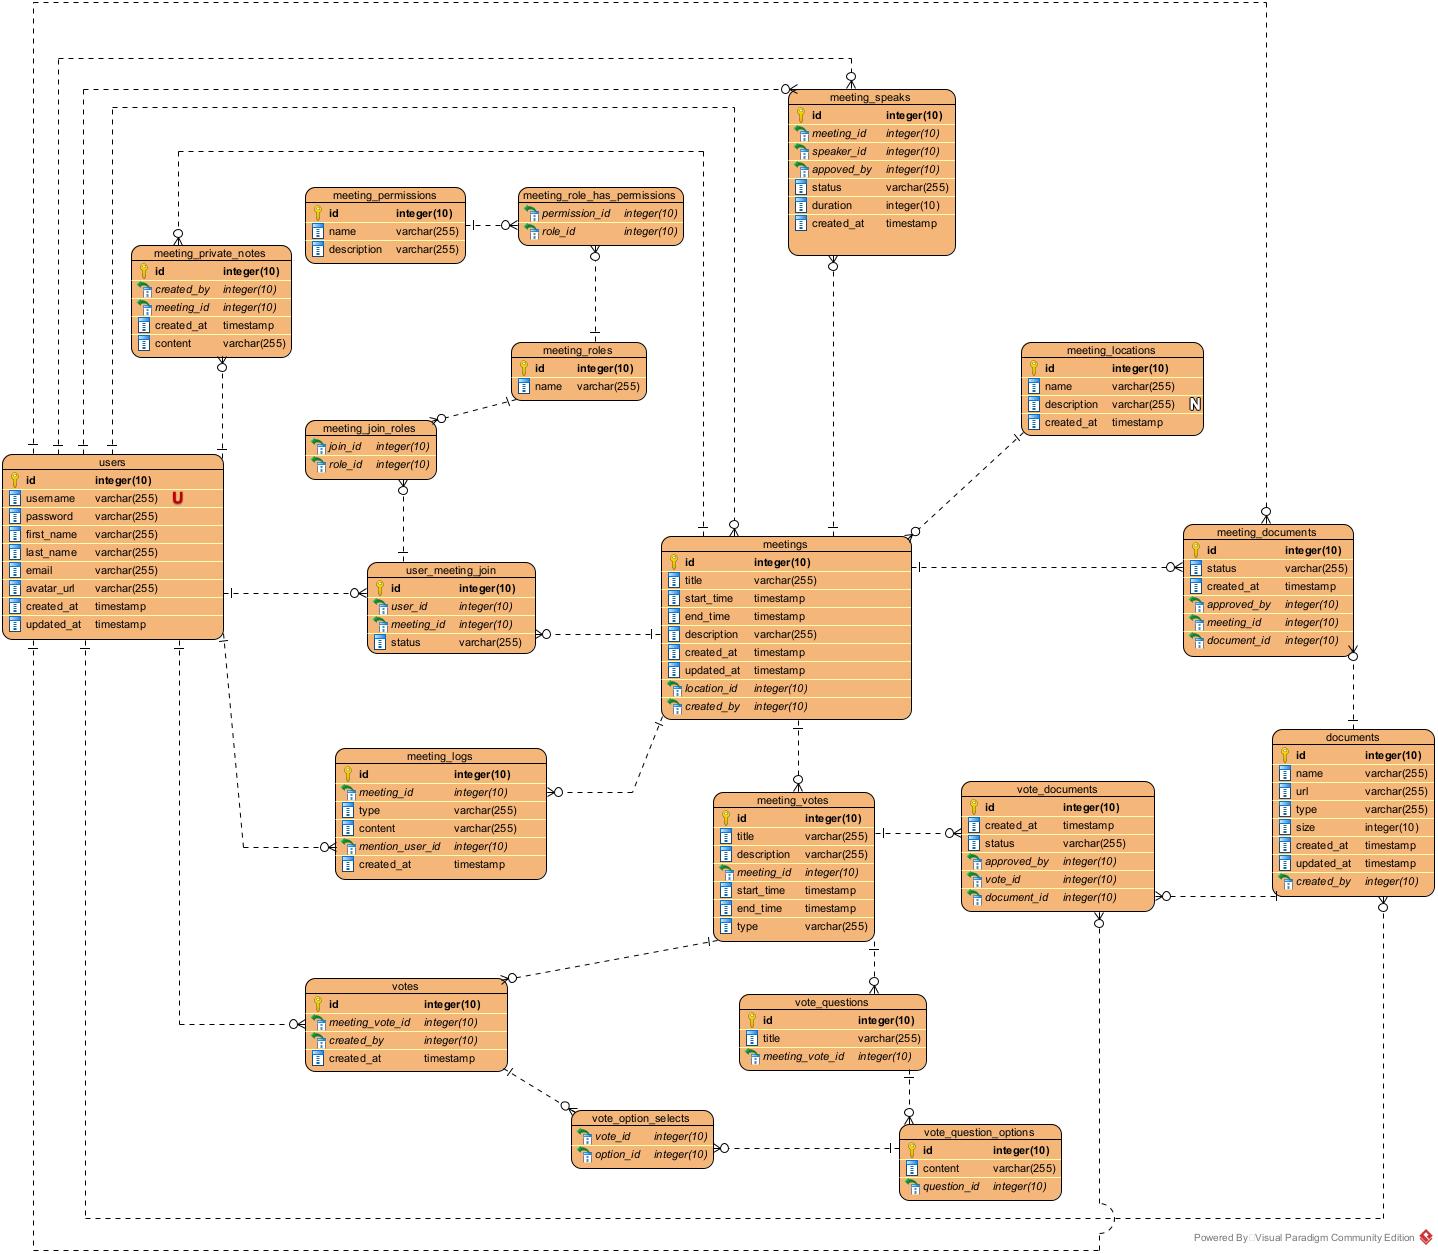 meeting_speaks
id integer(10)
meeting_id integer(10)
speaker_id integer(10)
appoved_by integer(10)
status varchar(255)
duration integer(10)
created_at timestamp
meeting_permissions
id integer(10)
name varchar(255)
description varchar(255)
meeting_role_has_permissions
permission_id integer(10)
role_id integer(10)
meeting_private_notes
id integer(10)
created_by integer(10)
meeting_id integer(10)
created_at timestamp
content varchar(255)
meeting_roles
id integer(10)
name varchar(255)
meeting_locations
id integer(10)
name varchar(255)
description varchar(255) N
created_at timestamp
meeting_join_roles
join_id integer(10)
role_id integer(10)
users
id integer(10)
username varchar(255) U
password varchar(255)
first_name varchar(255)
last_name varchar(255)
email varchar(255)
avatar_url varchar(255)
created_at timestamp
updated_at timestamp
user_meeting_join
id integer(10)
user_id integer(10)
meeting_id integer(10)
status varchar(255)
meetings
id integer(10)
title varchar(255)
start_time timestamp
end_time timestamp
description varchar(255)
created_at timestamp
updated_at timestamp
location_id integer(10)
created_by integer(10)
meeting_documents
id integer(10)
status varchar(255)
created_at timestamp
approved_by integer(10)
meeting_id integer(10)
document_id integer(10)
documents
id integer(10)
name varchar(255)
url varchar(255)
type varchar(255)
size integer(10)
created_at timestamp
updated_at timestamp
created_by integer(10)
meeting_logs
id integer(10)
meeting_id integer(10)
type varchar(255)
content varchar(255)
mention_user_id integer(10)
created_at timestamp
meeting_votes
id integer(10)
title varchar(255)
description varchar(255)
meeting_id integer(10)
start_time timestamp
end_time timestamp
type varchar(255)
vote_documents
id integer(10)
created_at timestamp
status varchar(255)
approved_by integer(10)
vote_id integer(10)
document_id integer(10)
votes
id integer(10)
meeting_vote_id integer(10)
created_by integer(10)
created_at timestamp
vote_questions
id integer(10)
title varchar(255)
meeting_vote_id integer(10)
vote_option_selects
vote_id integer(10)
option_id integer(10)
vote_question_options
id integer(10)
content varchar(255)
question_id integer(10)
Powered By Visual Paradigm Community Edition